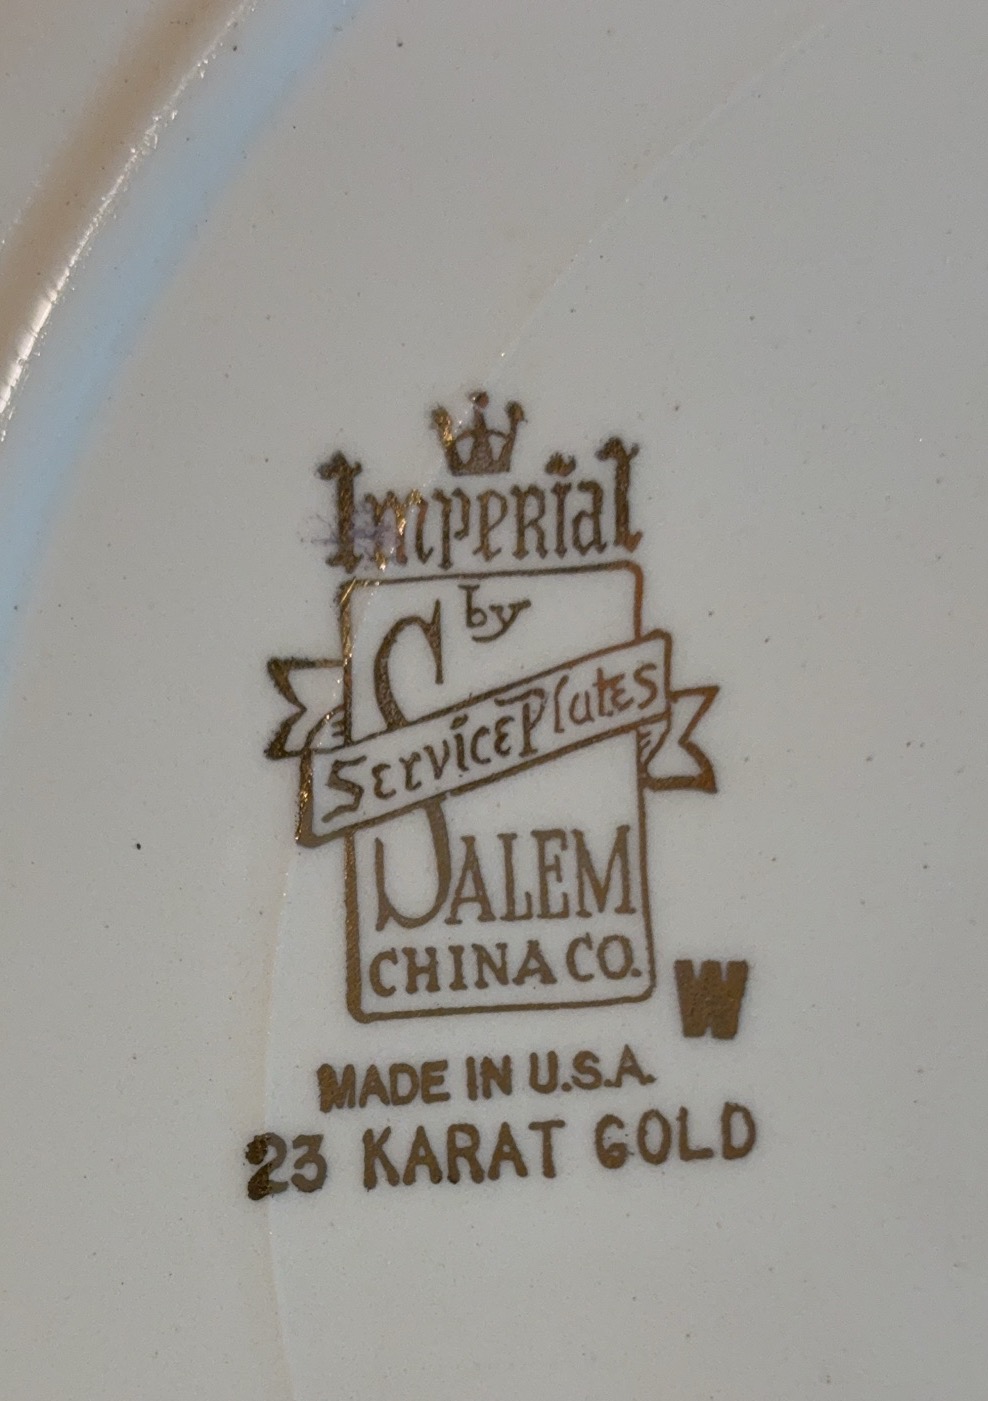 Imperial
by
Service Plates
SALEM
CHINA CO.
W
MADE IN U.S.A.
23 KARAT GOLD